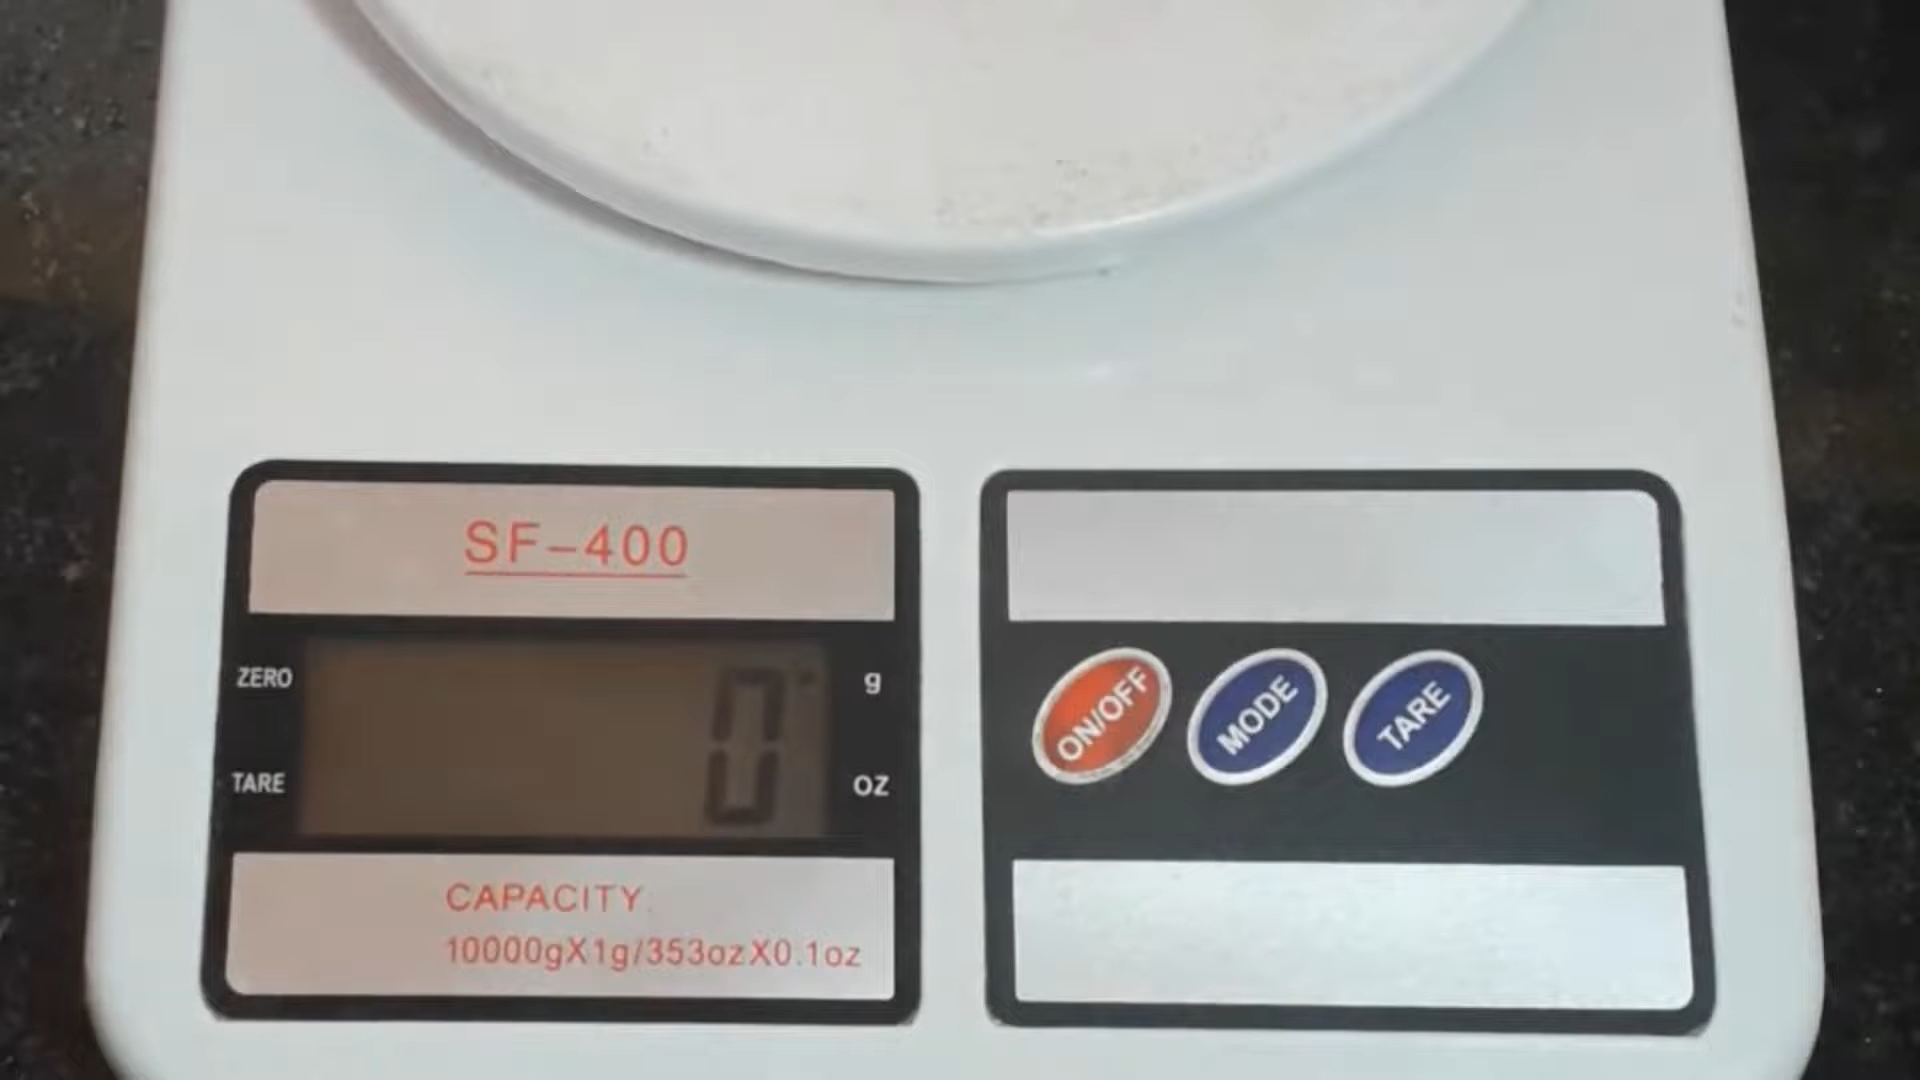 SF-400
ZERO
0
g
TARE
OZ
CAPACITY
10000gX1g/353ozX0.1oz
ON/OFF
MODE
TARE